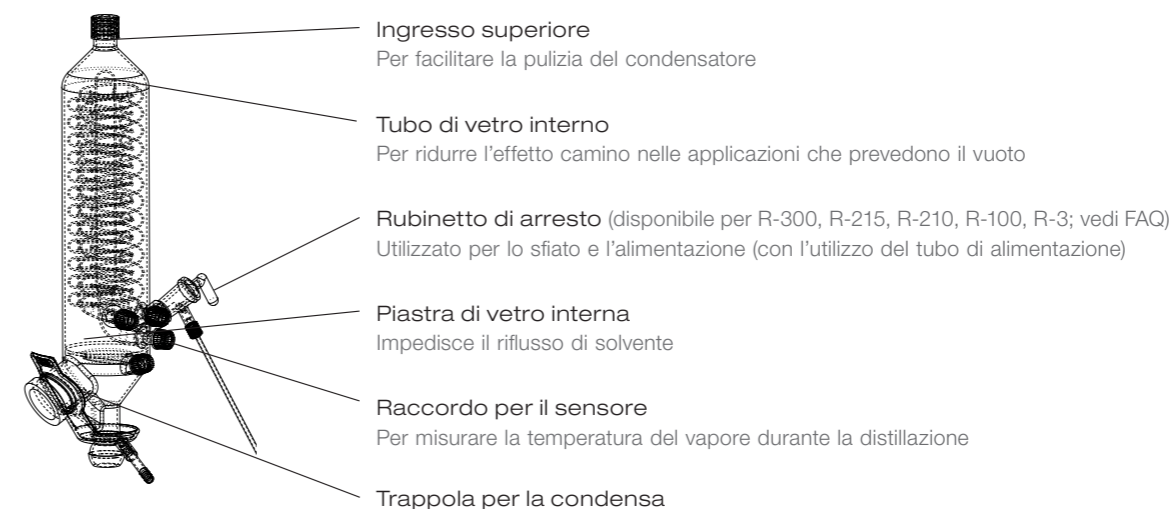 Ingresso superiore
Per facilitare la pulizia del condensatore
Tubo di vetro interno
Per ridurre l'effetto camino nelle applicazioni che prevedono il vuoto
Rubinetto di arresto (disponibile per R-300, R-215, R-210, R-100, R-3; vedi FAQ)
Utilizzato per lo sfiato e l'alimentazione (con l'utilizzo del tubo di alimentazione)
Piastra di vetro interna
Impedisce il riflusso di solvente
Raccordo per il sensore
Per misurare la temperatura del vapore durante la distillazione
Trappola per la condensa